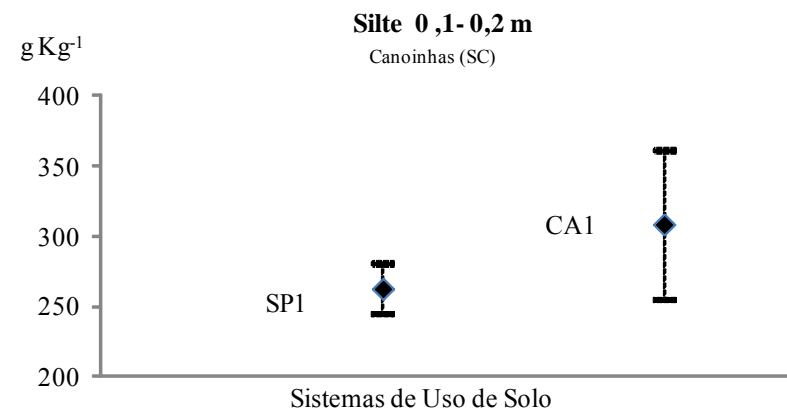 Silte 0 ,1- 0,2 m
Canoinhas (SC)
g Kg-1
400
350
300
250
200
CA1
SP1
Sistemas de Uso de Solo